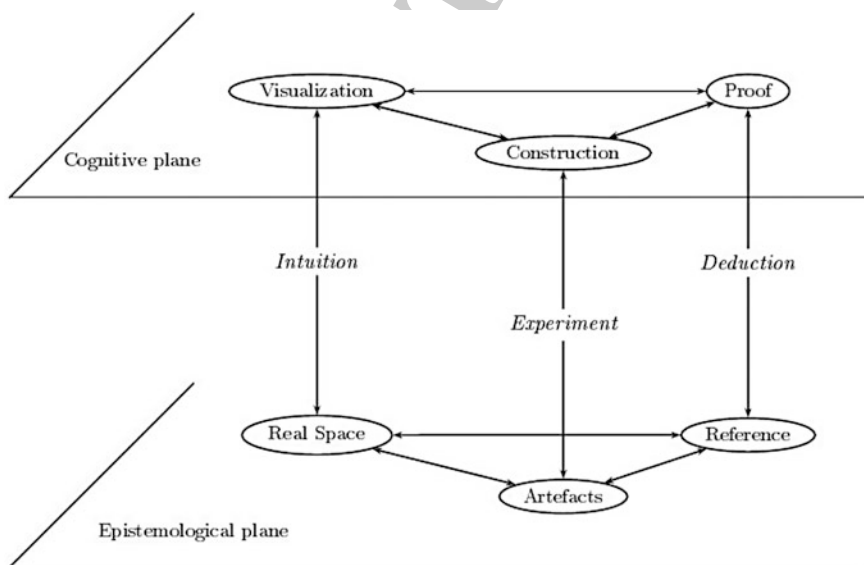 Visualization
Proof
Construction
Cognitive plane
Intuition
Deduction
Experiment
Real Space
Reference
Artefacts
Epistemological plane